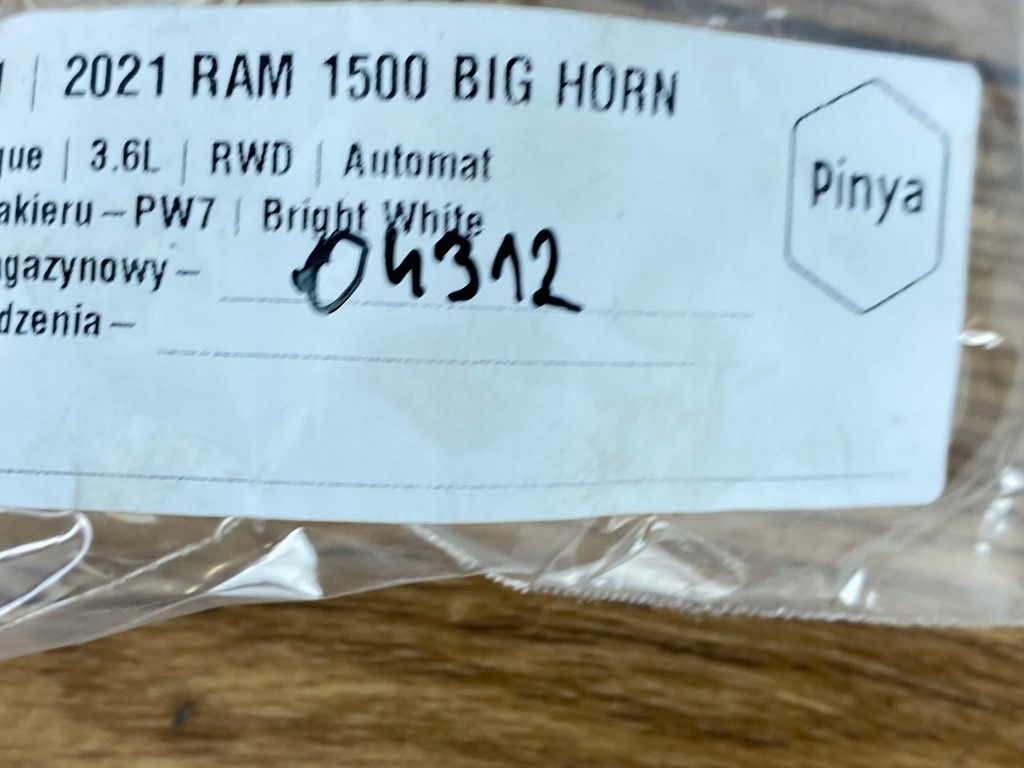 | 2021 RAM 1500 BIG HORN
que | 3.6L | RWD | Automat
akieru – PW7 | Bright White
gazynowy – 04312
dzenia –
Pinya